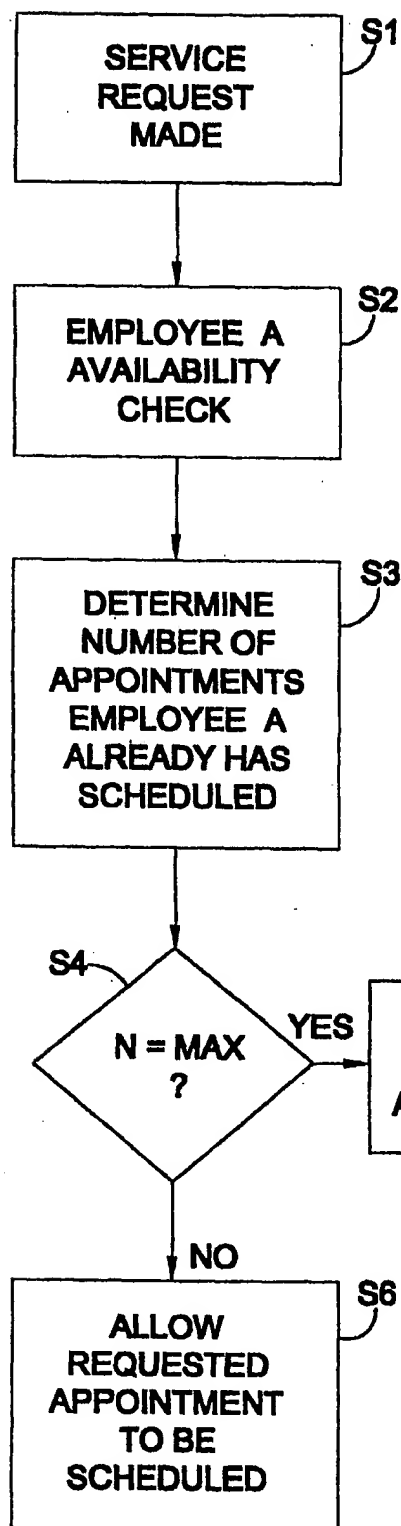 S1
SERVICE
REQUEST
MADE
S2
EMPLOYEE A
AVAILABILITY
CHECK
S3
DETERMINE
NUMBER OF
APPOINTMENTS
EMPLOYEE A
ALREADY HAS
SCHEDULED
S4
N = MAX
?
YES
NO
S6
ALLOW
REQUESTED
APPOINTMENT
TO BE
SCHEDULED